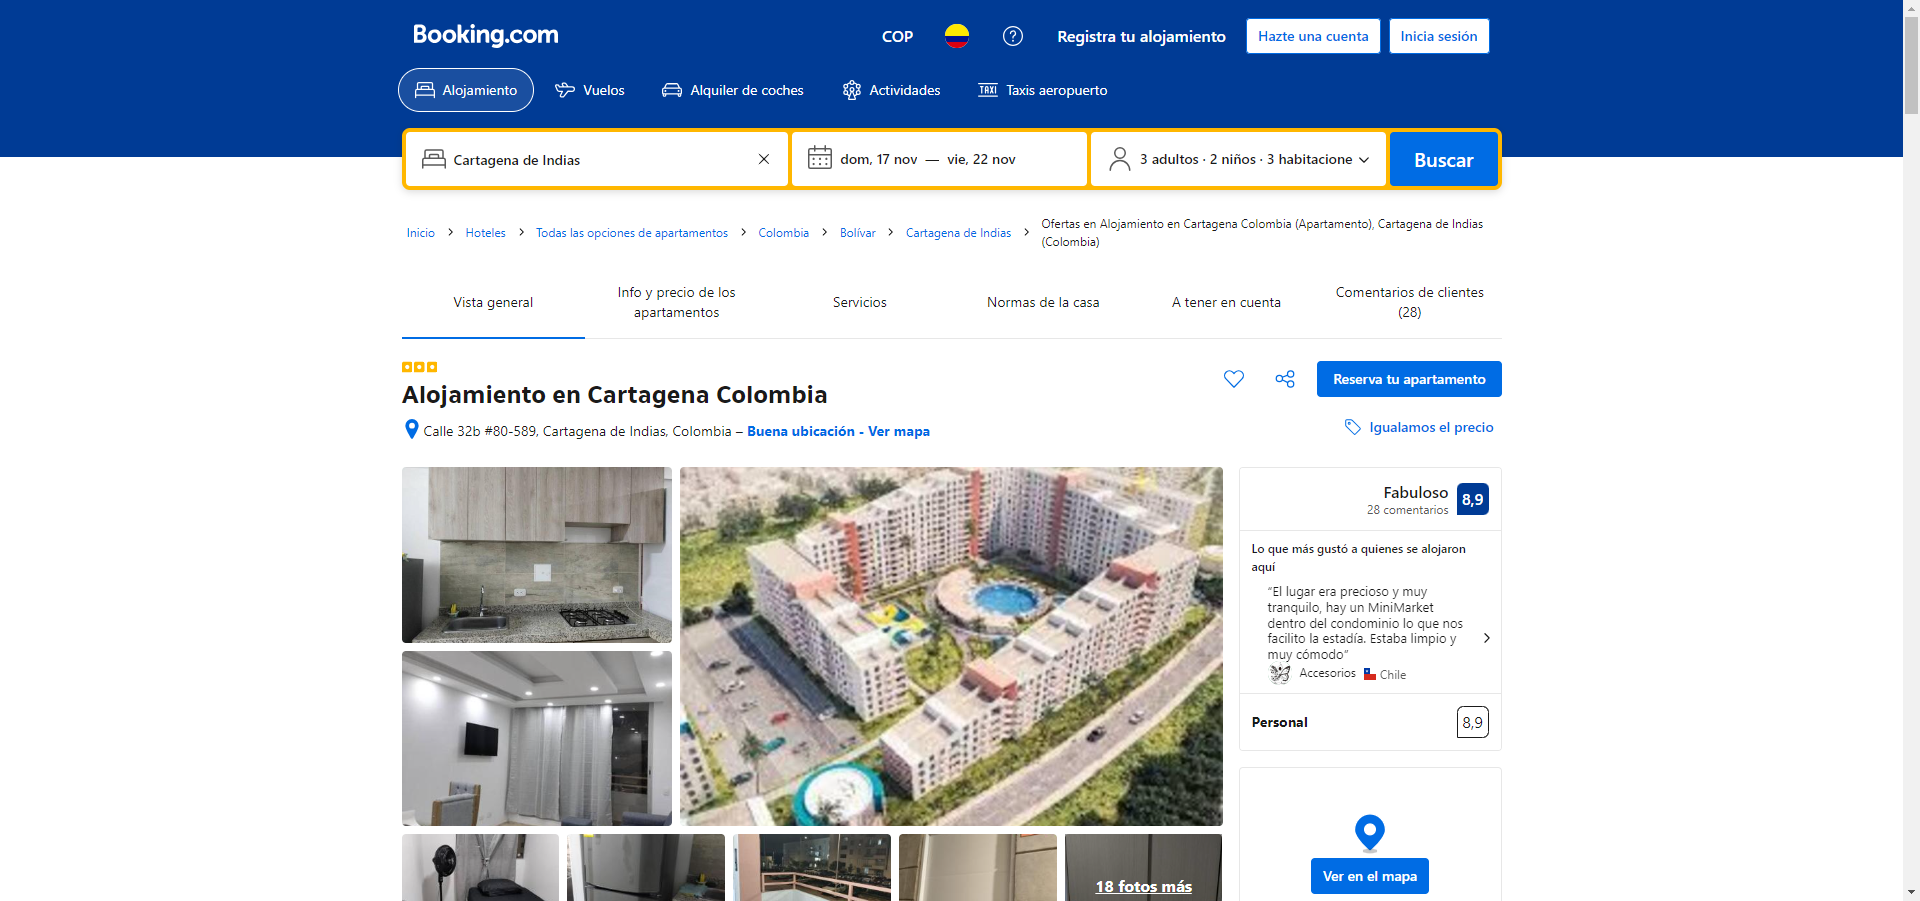 Booking.com
COP
Registra tu alojamiento
Hazte una cuenta
Inicia sesión
Alojamiento
Vuelos
Alquiler de coches
Actividades
TAXI
Taxis aeropuerto
Cartagena de Indias
dom, 17 nov — vie, 22 nov
3 adultos · 2 niños · 3 habitacione
Buscar
Inicio
Hoteles
Todas las opciones de apartamentos
Colombia
Bolívar
Cartagena de Indias
Ofertas en Alojamiento en Cartagena Colombia (Apartamento), Cartagena de Indias
(Colombia)
Vista general
Info y precio de los
apartamentos
Servicios
Normas de la casa
A tener en cuenta
Comentarios de clientes
(28)
Alojamiento en Cartagena Colombia
Reserva tu apartamento
Calle 32b #80-589, Cartagena de Indias, Colombia – Buena ubicación - Ver mapa
Igualamos el precio
Fabuloso
28 comentarios
8,9
Lo que más gustó a quienes se alojaron
aquí
“El lugar era precioso y muy
tranquilo, hay un MiniMarket
dentro del condominio lo que nos
facilito la estadía. Estaba limpio y
muy cómodo”
Accesorios
Chile
Personal
8,9
Ver en el mapa
18 fotos más